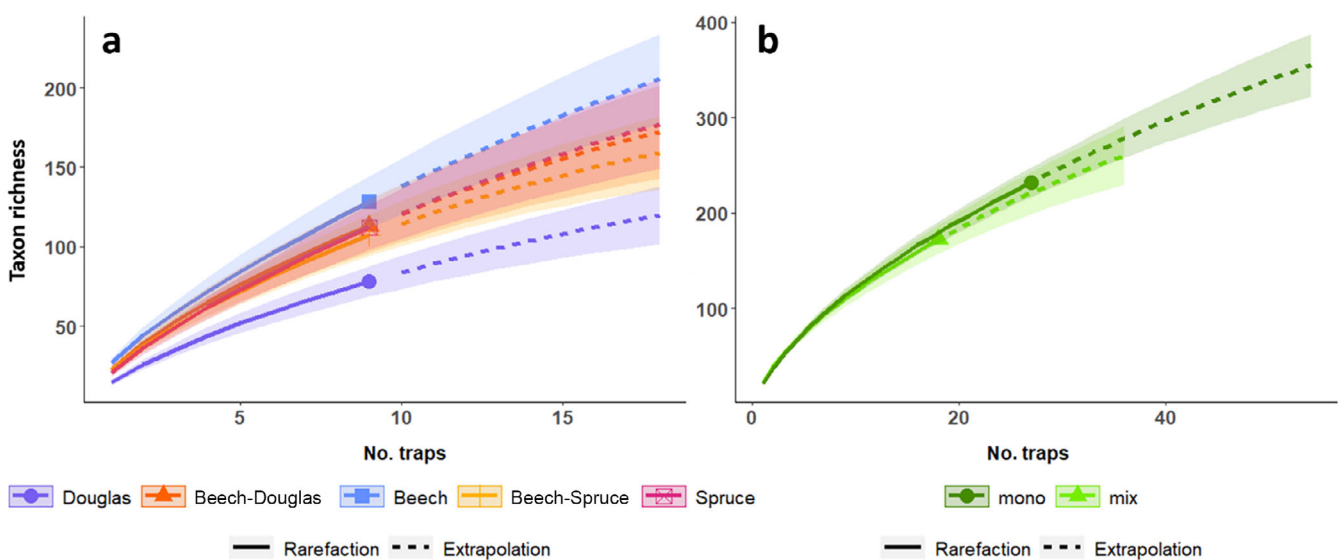 a
b
Taxon richness
200
150
100
50
5
10
15
No. traps
400
300
200
100
0
20
40
No. traps
Douglas
Beech-Douglas
Beech
Beech-Spruce
Spruce
Rarefaction
Extrapolation
mono
mix
Rarefaction
Extrapolation